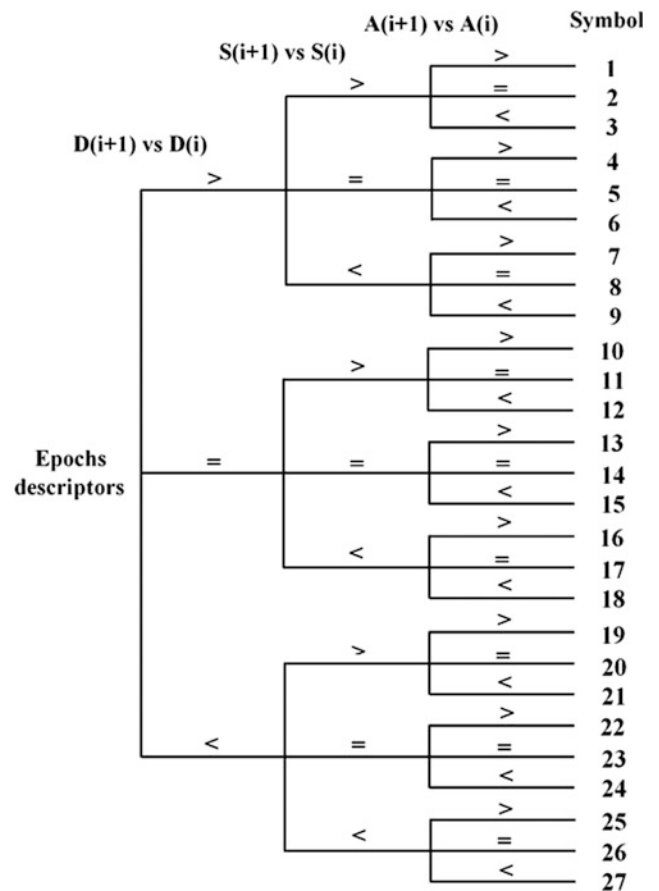 A(i+1) vs A(i) Symbol
S(i+1) vs S(i)
D(i+1) vs D(i)
> 1
> = 2
< 3
> 4
> = = 5
< 6
> 7
< = 8
< 9
> 10
> = 11
< 12
> 13
Epochs
descriptors
= = = 14
< 15
> 16
< = 17
< 18
> 19
> = 20
< 21
> 22
< = = 23
< 24
> 25
< = 26
< 27